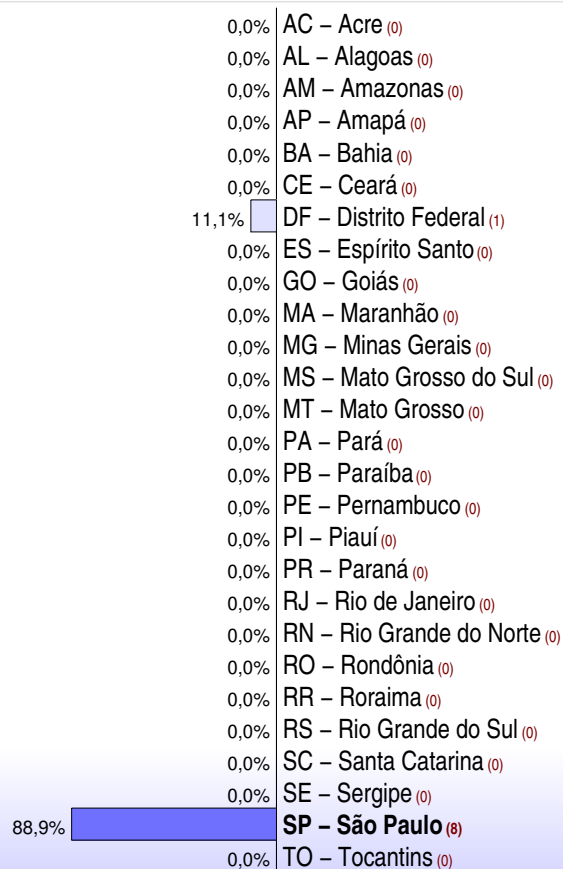 0,0% AC – Acre (0)
0,0% AL – Alagoas (0)
0,0% AM – Amazonas (0)
0,0% AP – Amapá (0)
0,0% BA – Bahia (0)
0,0% CE – Ceará (0)
11,1% DF – Distrito Federal (1)
0,0% ES – Espírito Santo (0)
0,0% GO – Goiás (0)
0,0% MA – Maranhão (0)
0,0% MG – Minas Gerais (0)
0,0% MS – Mato Grosso do Sul (0)
0,0% MT – Mato Grosso (0)
0,0% PA – Pará (0)
0,0% PB – Paraíba (0)
0,0% PE – Pernambuco (0)
0,0% PI – Piauí (0)
0,0% PR – Paraná (0)
0,0% RJ – Rio de Janeiro (0)
0,0% RN – Rio Grande do Norte (0)
0,0% RO – Rondônia (0)
0,0% RR – Roraima (0)
0,0% RS – Rio Grande do Sul (0)
0,0% SC – Santa Catarina (0)
0,0% SE – Sergipe (0)
88,9% SP – São Paulo (8)
0,0% TO – Tocantins (0)